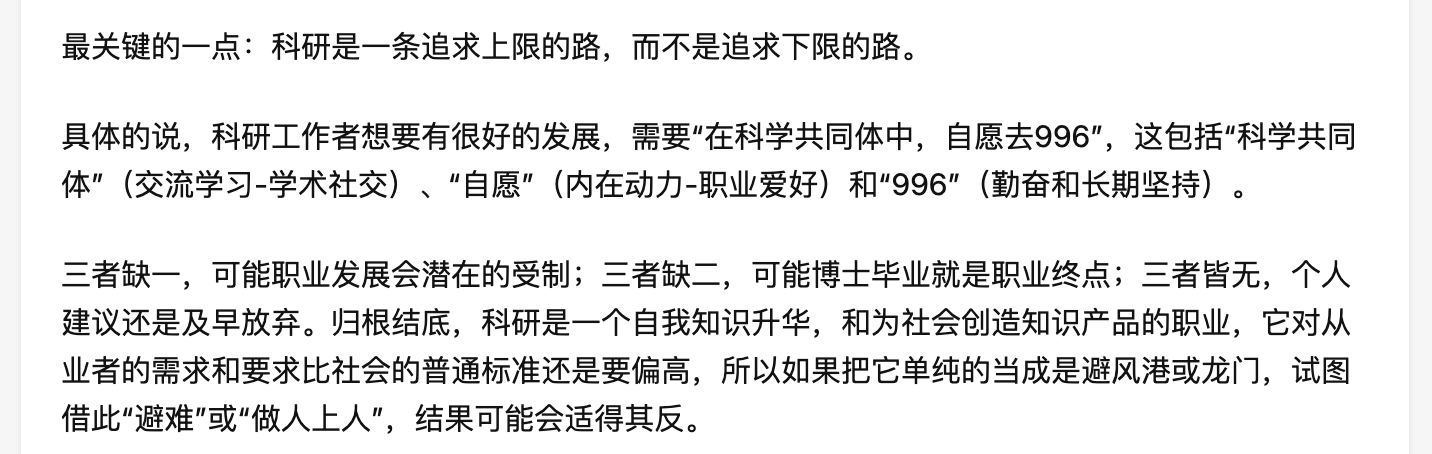 最关键的一点：科研是一条追求上限的路，而不是追求下限的路。
具体的说，科研工作者想要有很好的发展，需要“在科学共同体中，自愿去996”，这包括“科学共同
体”（交流学习-学术社交）、“自愿”（内在动力-职业爱好）和“996”（勤奋和长期坚持）。
三者缺一，可能职业发展会潜在的受制；三者缺二，可能博士毕业就是职业终点；三者皆无，个人
建议还是及早放弃。归根结底，科研是一个自我知识升华，和为社会创造知识产品的职业，它对从
业者的需求和要求比社会的普通标准还是要偏高，所以如果把它单纯的当成是避风港或龙门，试图
借此“避难”或“做人上人”，结果可能会适得其反。